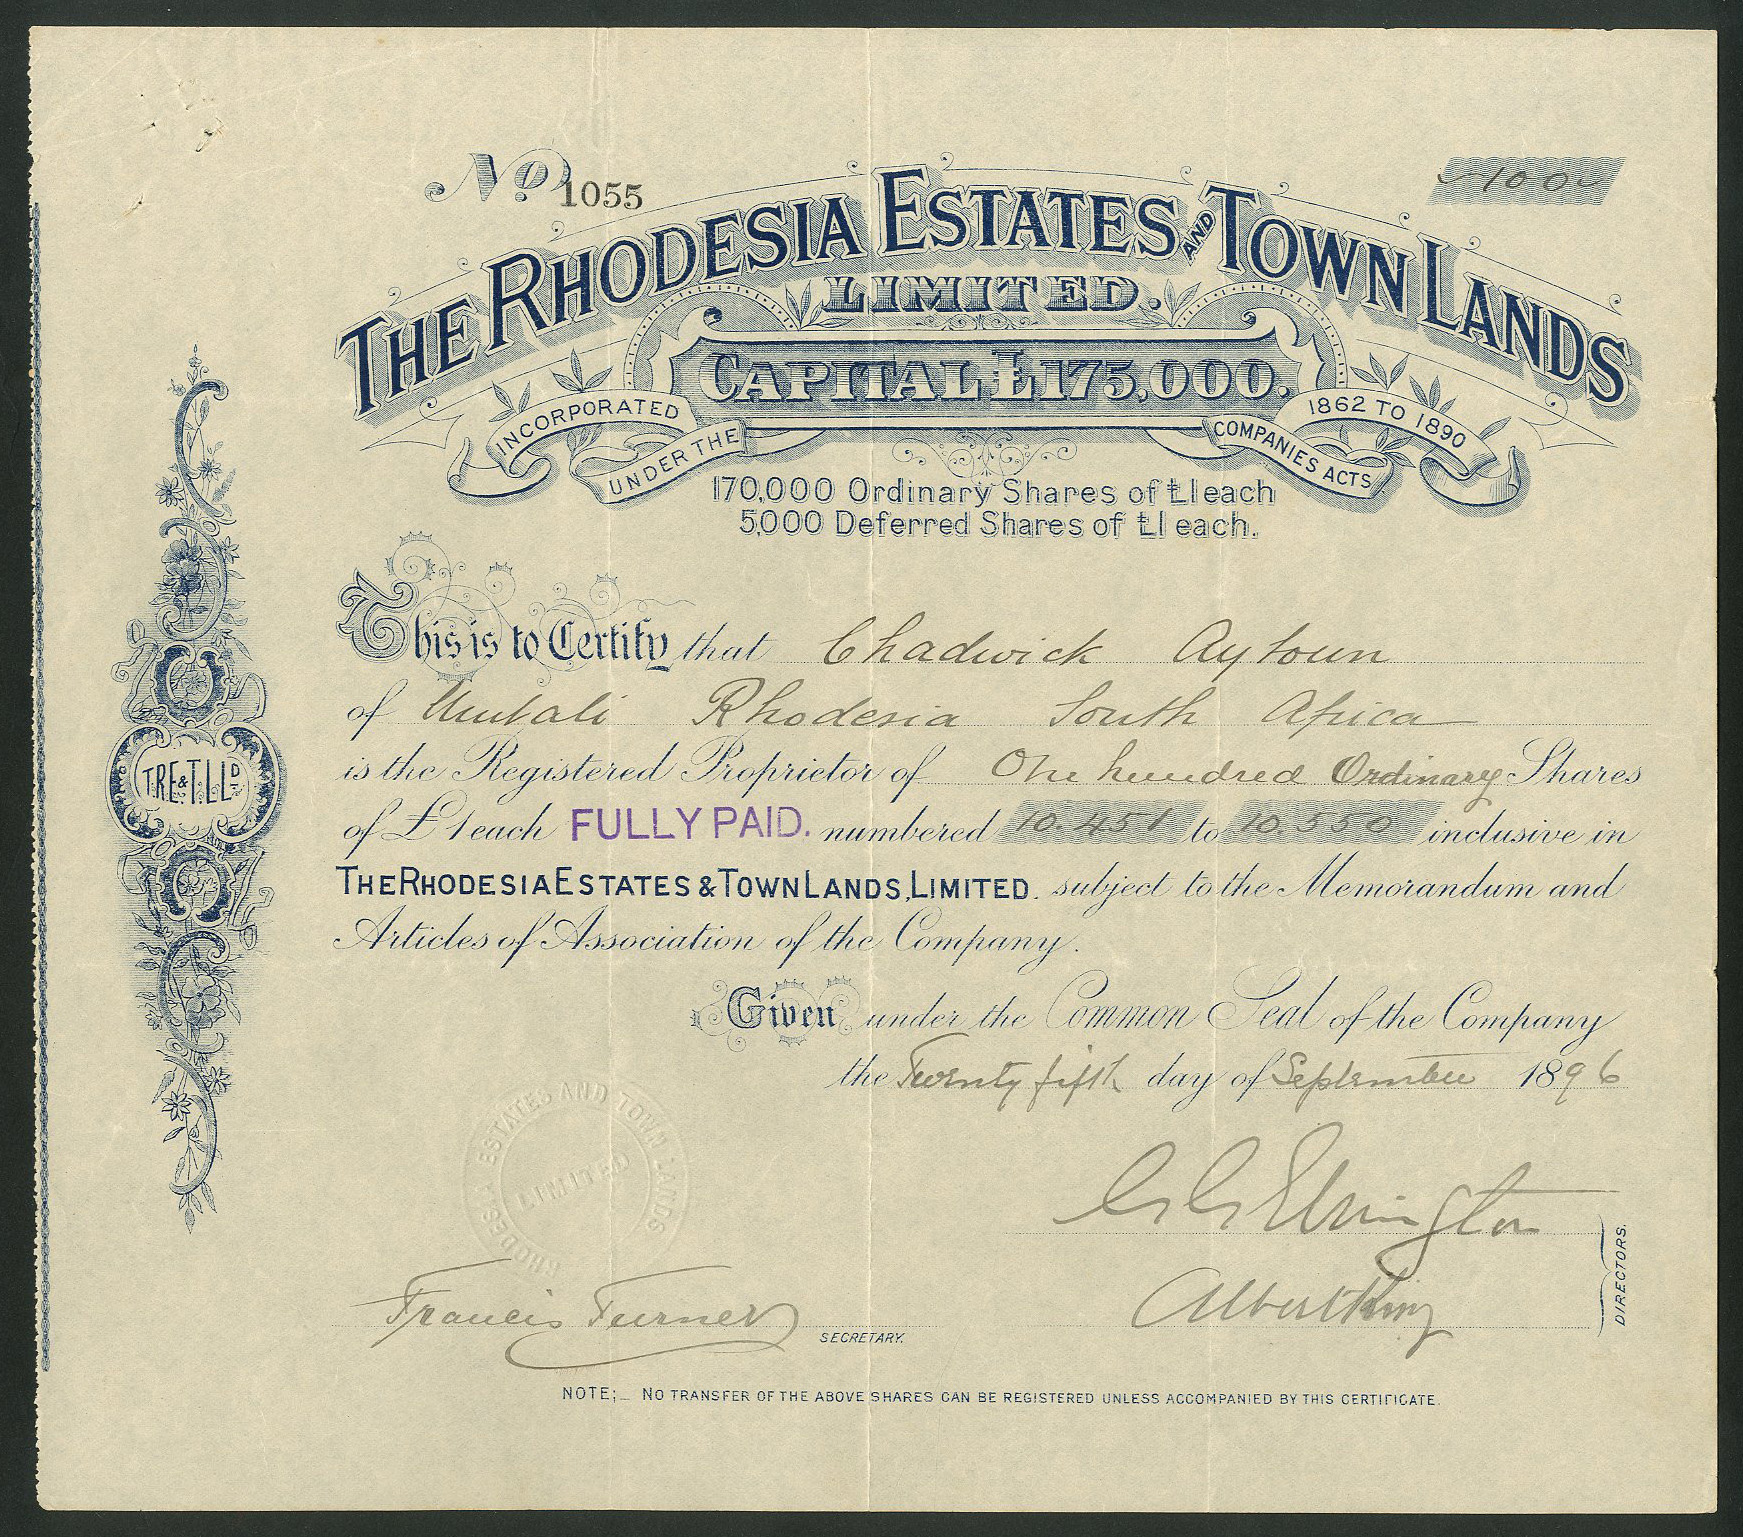 No 1055
~100~
THE RHODESIA ESTATES AND TOWN LANDS
LIMITED.
CAPITAL £175,000.
INCORPORATED UNDER THE COMPANIES ACTS 1862 TO 1890
170,000 Ordinary Shares of £1 each
5,000 Deferred Shares of £1 each.
This is to Certify that Chadwick Aytoun
of Umtali Rhodesia South Africa
is the Registered Proprietor of One hundred Ordinary Shares
of £1 each FULLY PAID. numbered 10.451 to 10.550 inclusive in
THE RHODESIA ESTATES & TOWN LANDS, LIMITED. subject to the Memorandum and
Articles of Association of the Company.
T.R.E.&T.L.LD
Given under the Common Seal of the Company
the Twenty fifth day of September 1896
RHODESIA ESTATES AND TOWN LANDS
LIMITED
Albert King
DIRECTORS.
Francis Turner
SECRETARY.
NOTE;_ NO TRANSFER OF THE ABOVE SHARES CAN BE REGISTERED UNLESS ACCOMPANIED BY THIS CERTIFICATE.